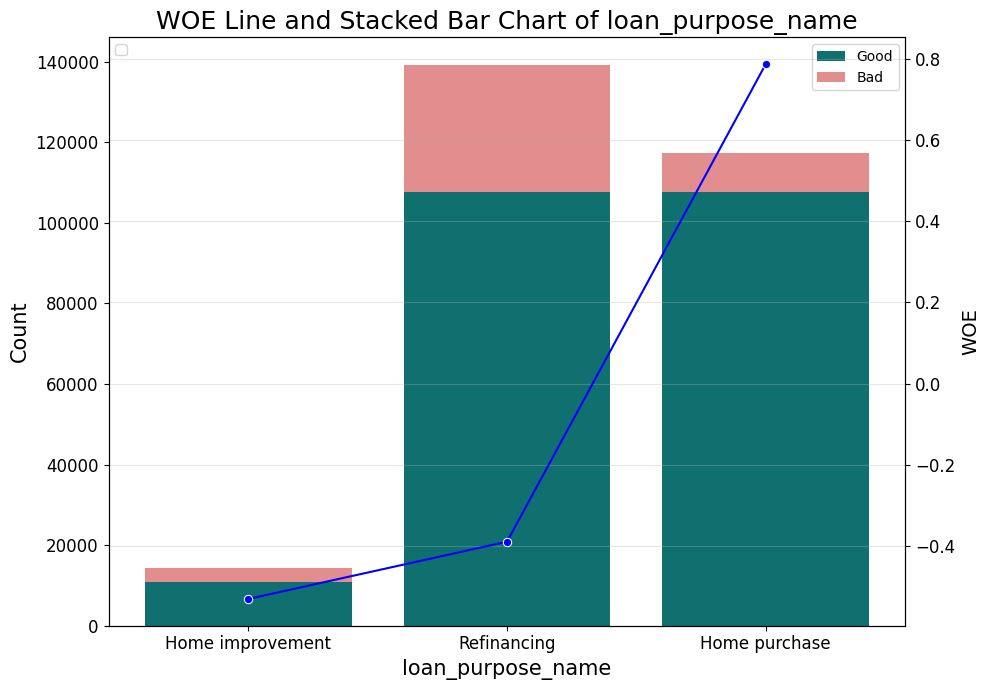 WOE Line and Stacked Bar Chart of loan_purpose_name
Good
Bad
140000
120000
100000
80000
60000
40000
20000
0
Count
0.8
0.6
0.4
0.2
0.0
−0.2
−0.4
WOE
Home improvement
Refinancing
Home purchase
loan_purpose_name